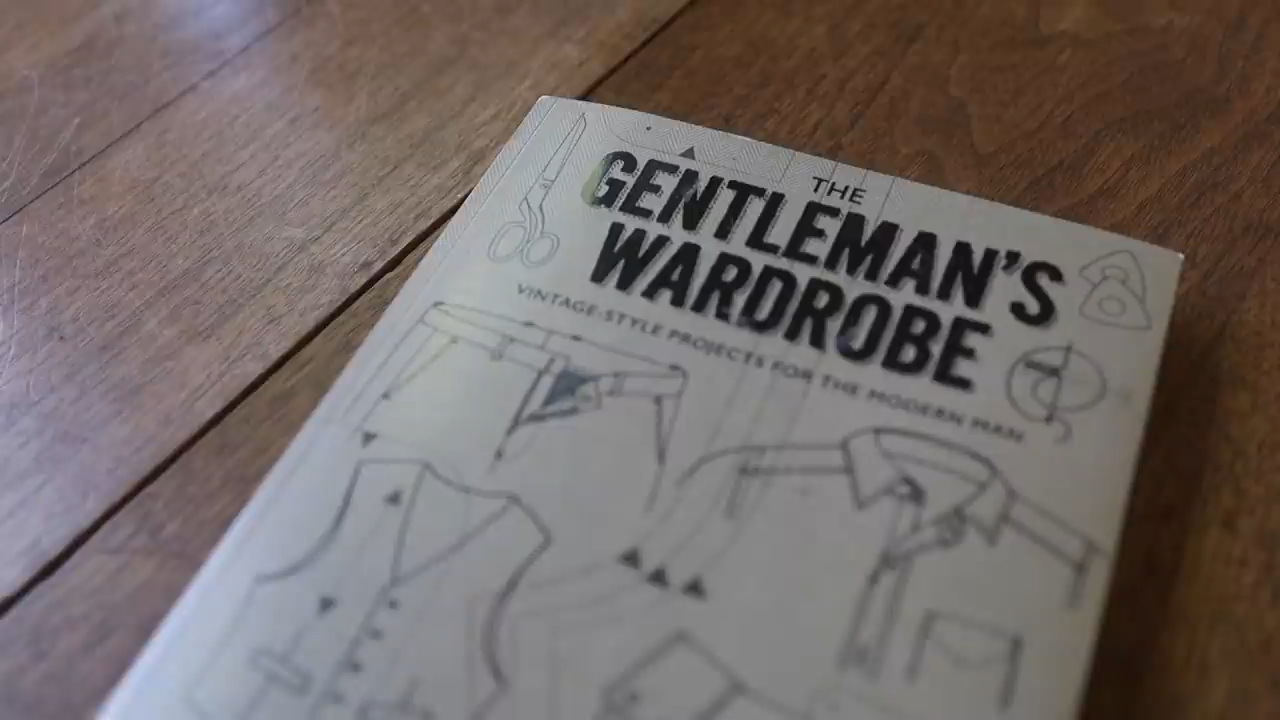 THE
GENTLEMAN'S
WARDROBE
VINTAGE-STYLE PROJECTS FOR THE MODERN MAN